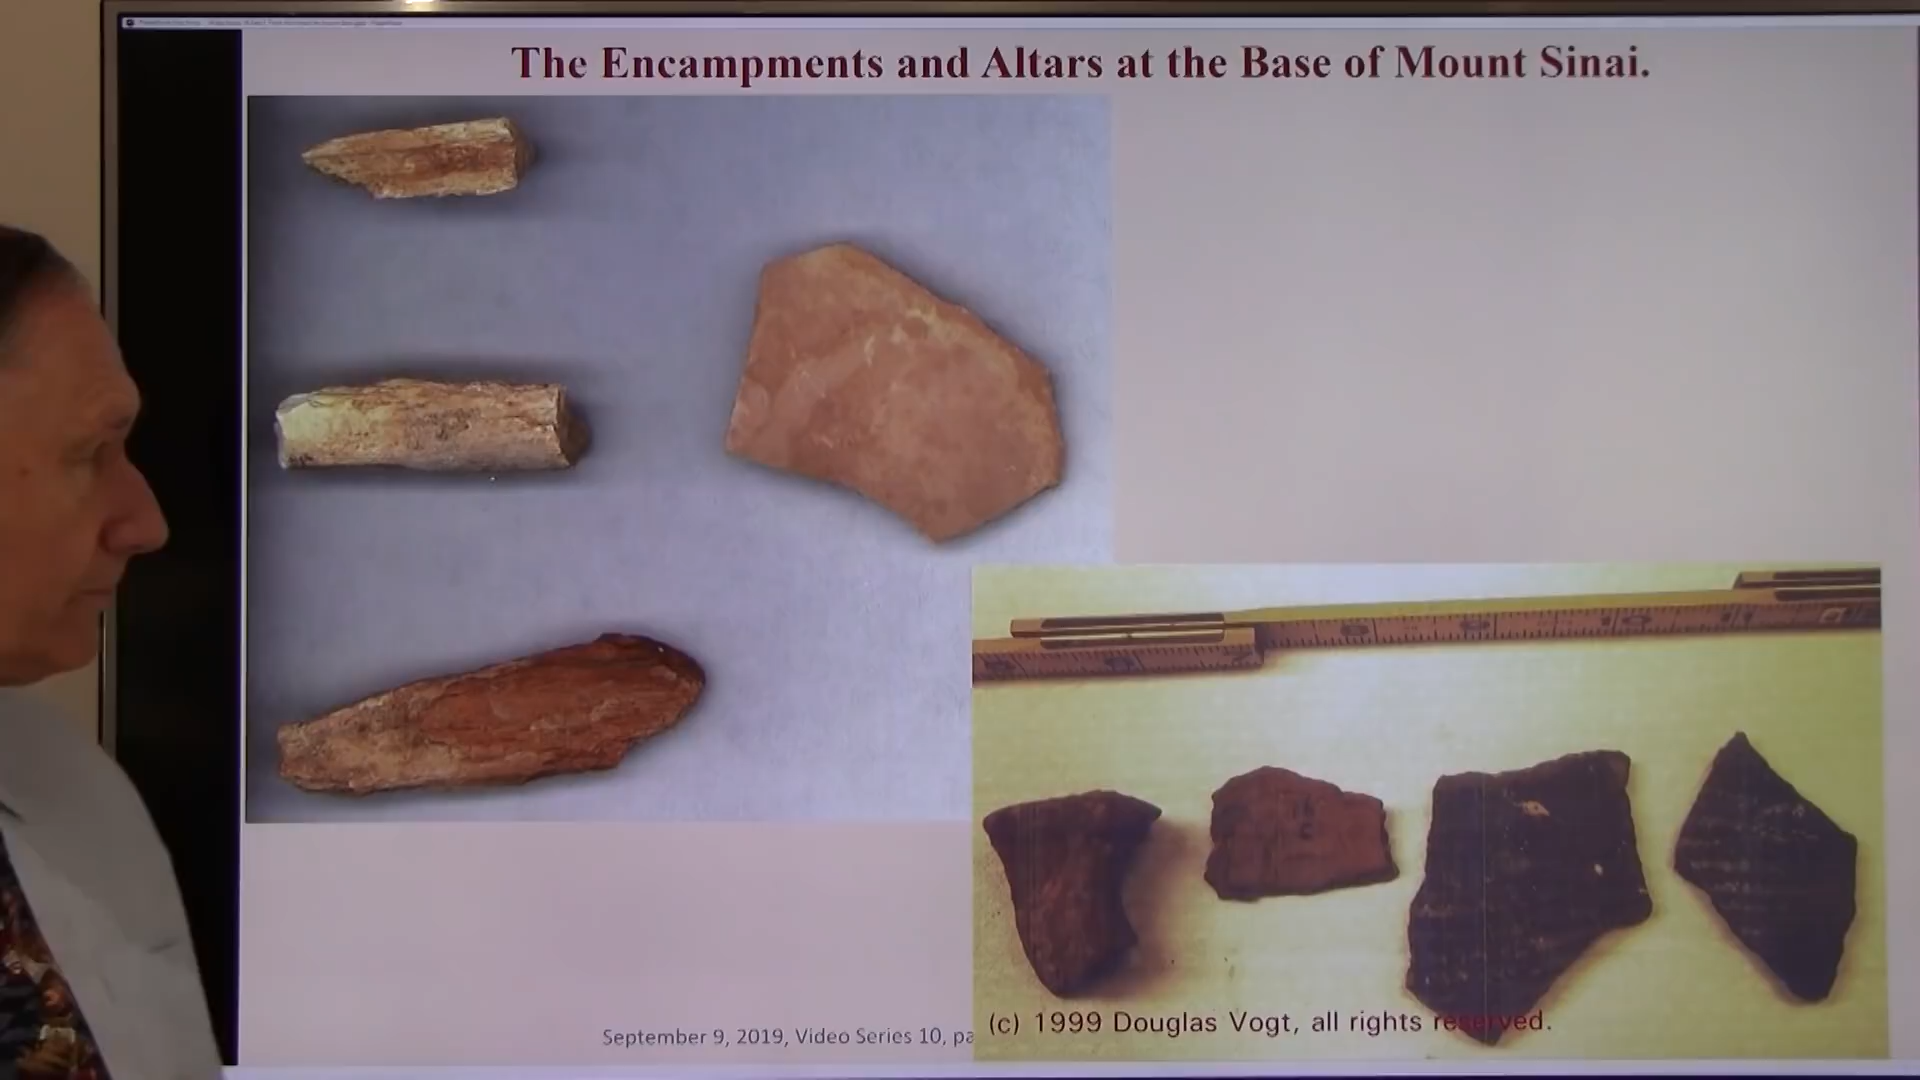 The Encampments and Altars at the Base of Mount Sinai.
16
C
(c) 1999 Douglas Vogt, all rights reserved.
September 9, 2019, Video Series 10, pa